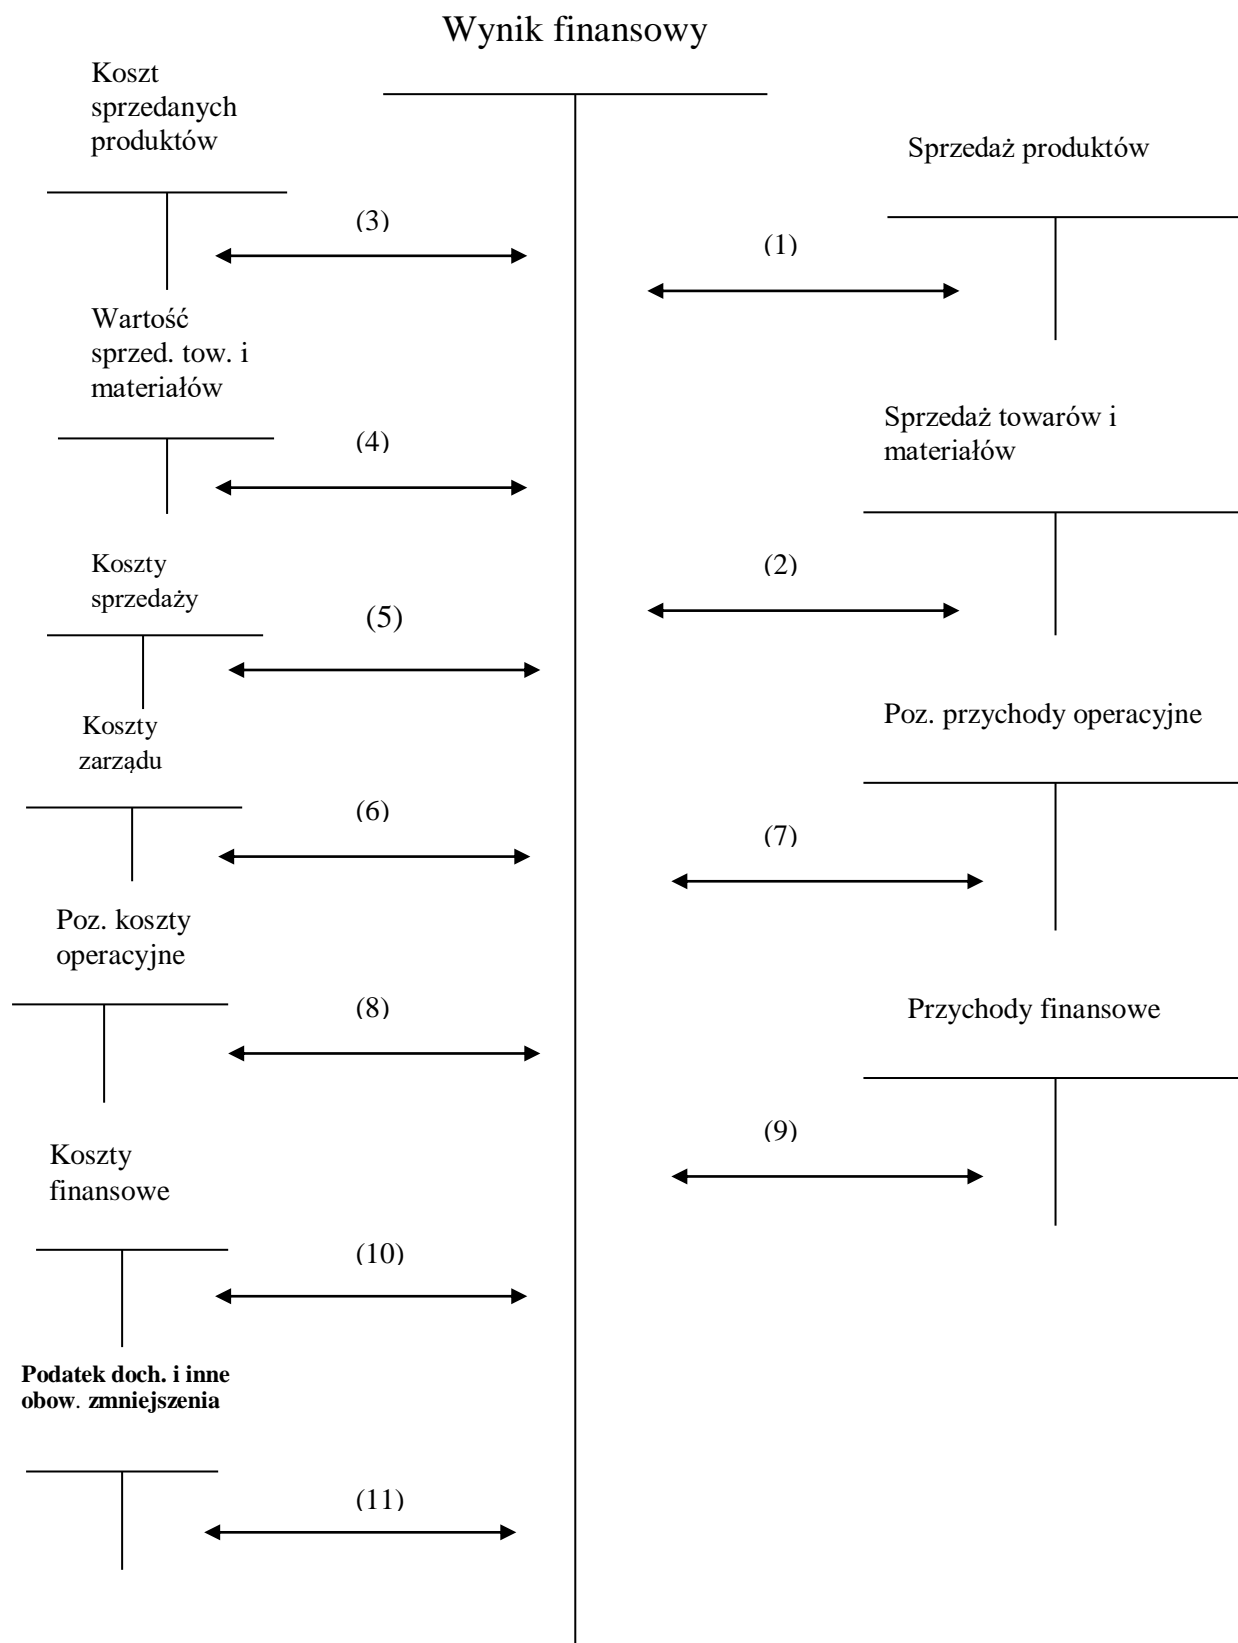 Wynik finansowy
Koszt
sprzedanych
produktów
Sprzedaż produktów
(3)
(1)
Wartość
sprzed. tow. i
materiałów
Sprzedaż towarów i
materiałów
(4)
(2)
Koszty
sprzedaży
(5)
Koszty
zarządu
Poz. przychody operacyjne
(6)
(7)
Poz. koszty
operacyjne
(8)
Przychody finansowe
(9)
Koszty
finansowe
(10)
Podatek doch. i inne
obow. zmniejszenia
(11)